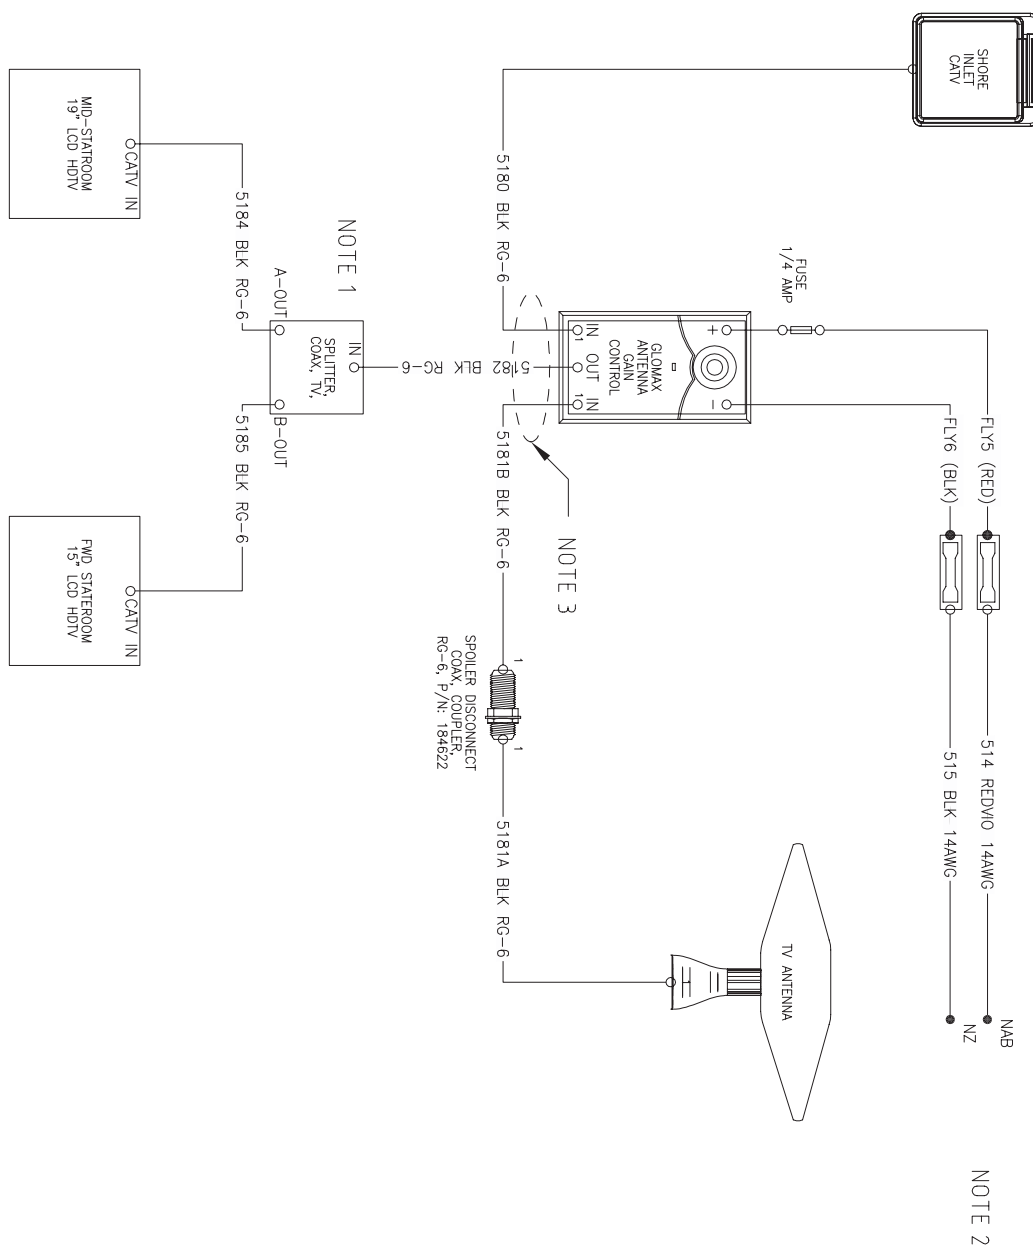 SHORE
INLET
CATV
5180 BLK RG-6
FUSE
1/4 AMP
FLY5 (RED)
514 REDVIO 14AWG
NAB
FLY6 (BLK)
515 BLK 14AWG
NZ
NOTE 2
+
-
GLOMAX
ANTENNA
GAIN
CONTROL
IN
OUT
IN
1
1
NOTE 3
5182 BLK RG-6
5181B BLK RG-6
1
1
SPOILER DISCONNECT
COAX, COUPLER,
RG-6, P/N: 184622
5181A BLK RG-6
TV ANTENNA
NOTE 1
IN
SPLITTER,
COAX, TV,
A-OUT
B-OUT
5184 BLK RG-6
5185 BLK RG-6
CATV IN
MID-STATROOM
19" LCD HDTV
CATV IN
FWD STATEROOM
15" LCD HDTV